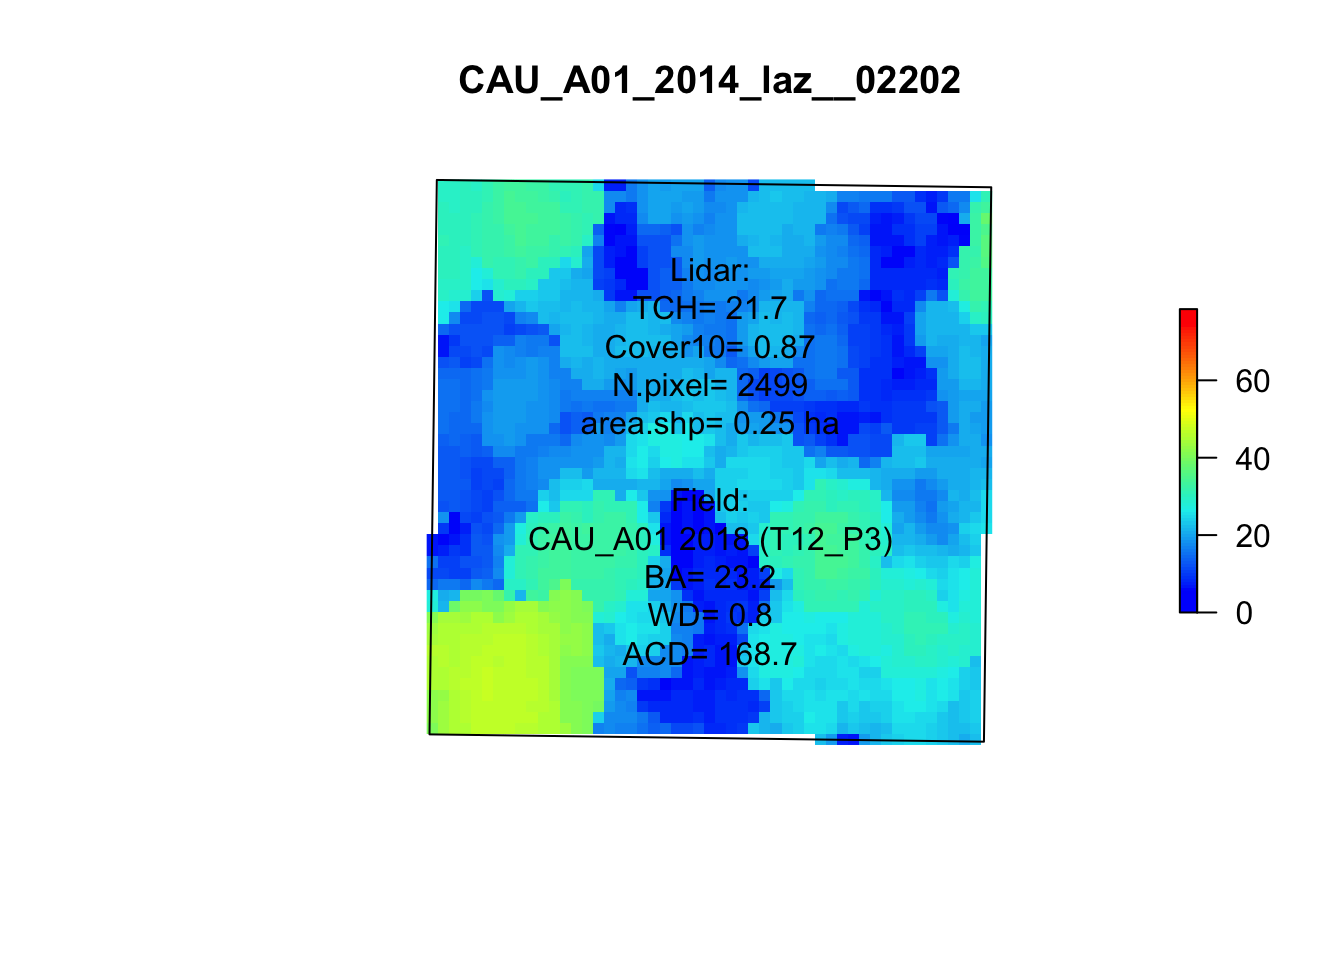 CAU_A01_2014_laz__02202
Lidar:
TCH= 21.7
Cover10= 0.87
N.pixel= 2499
area.shp= 0.25 ha
Field:
CAU_A01 2018 (T12_P3)
BA= 23.2
WD= 0.8
ACD= 168.7
60
40
20
0